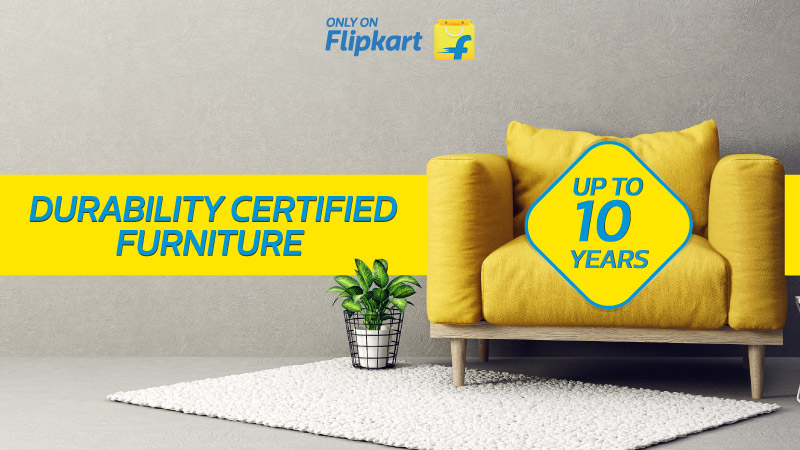 ONLY ON
Flipkart
DURABILITY CERTIFIED
FURNITURE
UP TO
10
YEARS